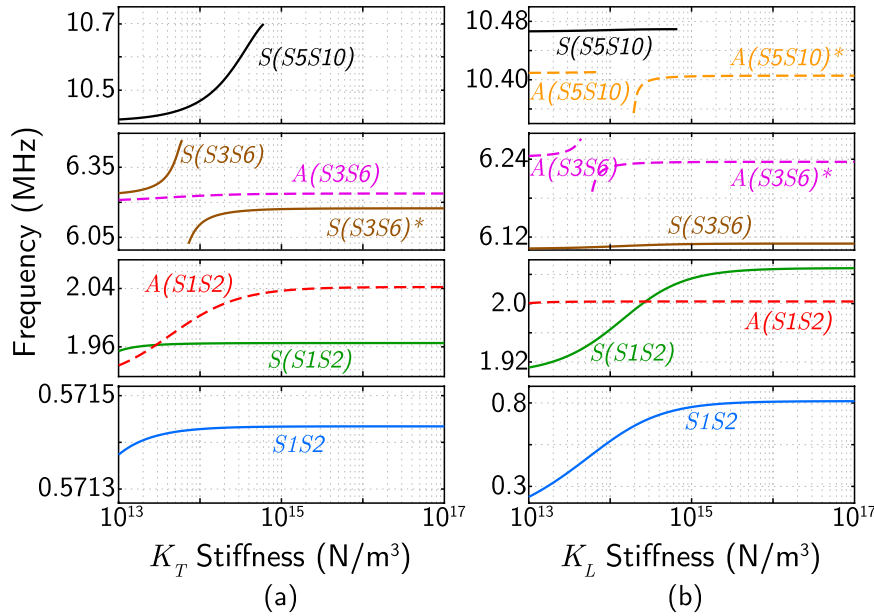 Frequency (MHz)
10.7
10.5
S(S5S10)
6.35
6.05
S(S3S6)
A(S3S6)
S(S3S6)*
2.04
1.96
A(S1S2)
S(S1S2)
0.5715
0.5713
S1S2
10^13
10^15
10^17
K_T Stiffness (N/m³)
(a)
10.48
10.40
S(S5S10)
A(S5S10)*
A(S5S10)
6.24
6.12
A(S3S6)
A(S3S6)*
S(S3S6)
2.0
1.92
A(S1S2)
S(S1S2)
0.8
0.3
S1S2
10^13
10^15
10^17
K_L Stiffness (N/m³)
(b)